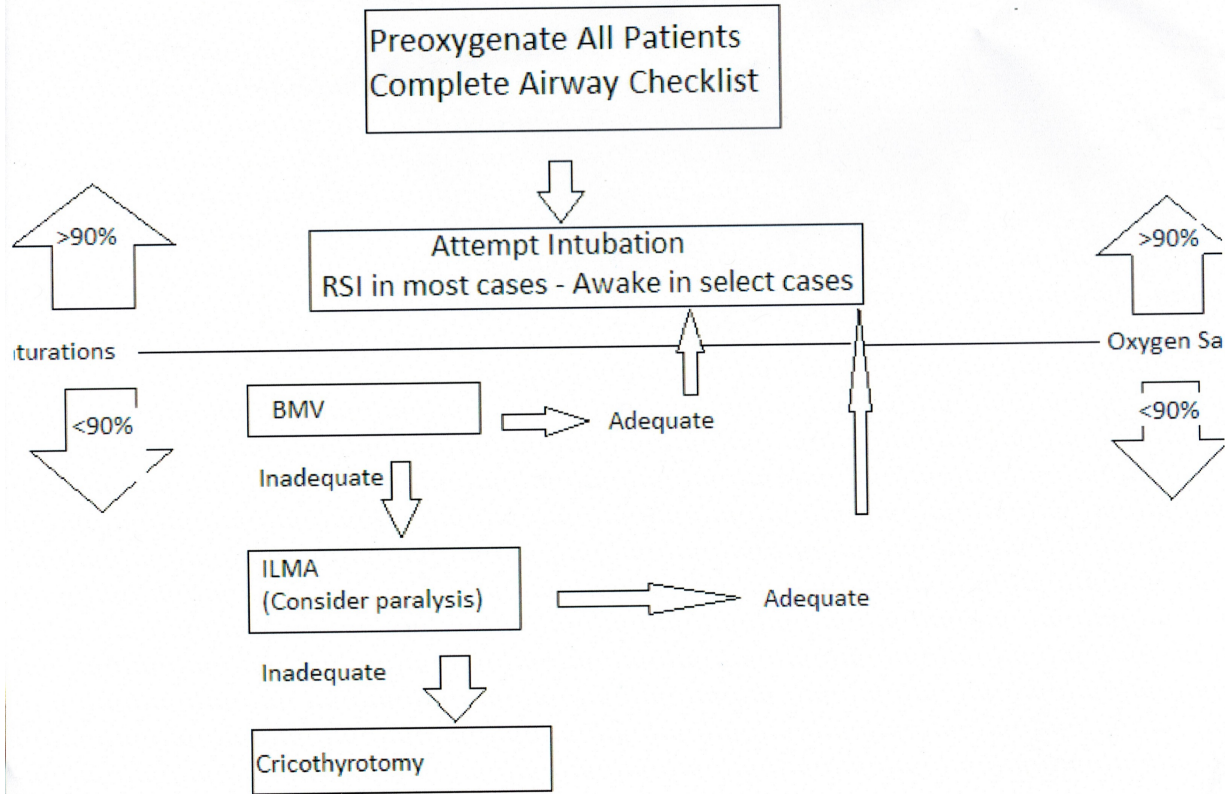 Preoxygenate All Patients
Complete Airway Checklist
>90%
>90%
Attempt Intubation
RSI in most cases - Awake in select cases
turations
Oxygen Sa
<90%
BMV
Adequate
<90%
Inadequate
ILMA
(Consider paralysis)
Adequate
Inadequate
Cricothyrotomy